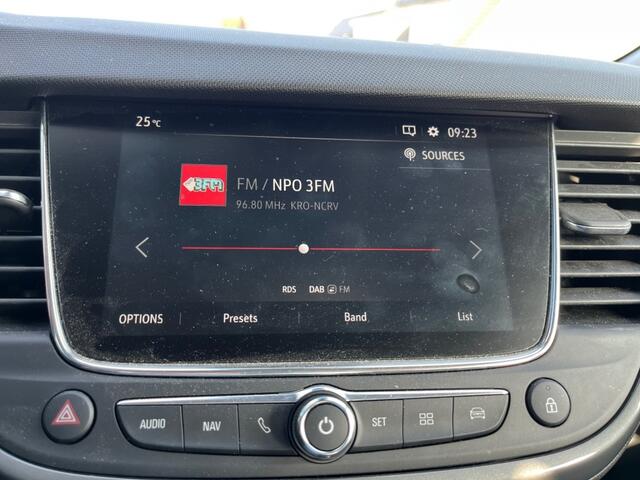 25 °C 09:23
SOURCES
3FM
FM / NPO 3FM
96.80 MHz KRO-NCRV
RDS DAB FM
OPTIONS Presets Band List
AUDIO NAV SET